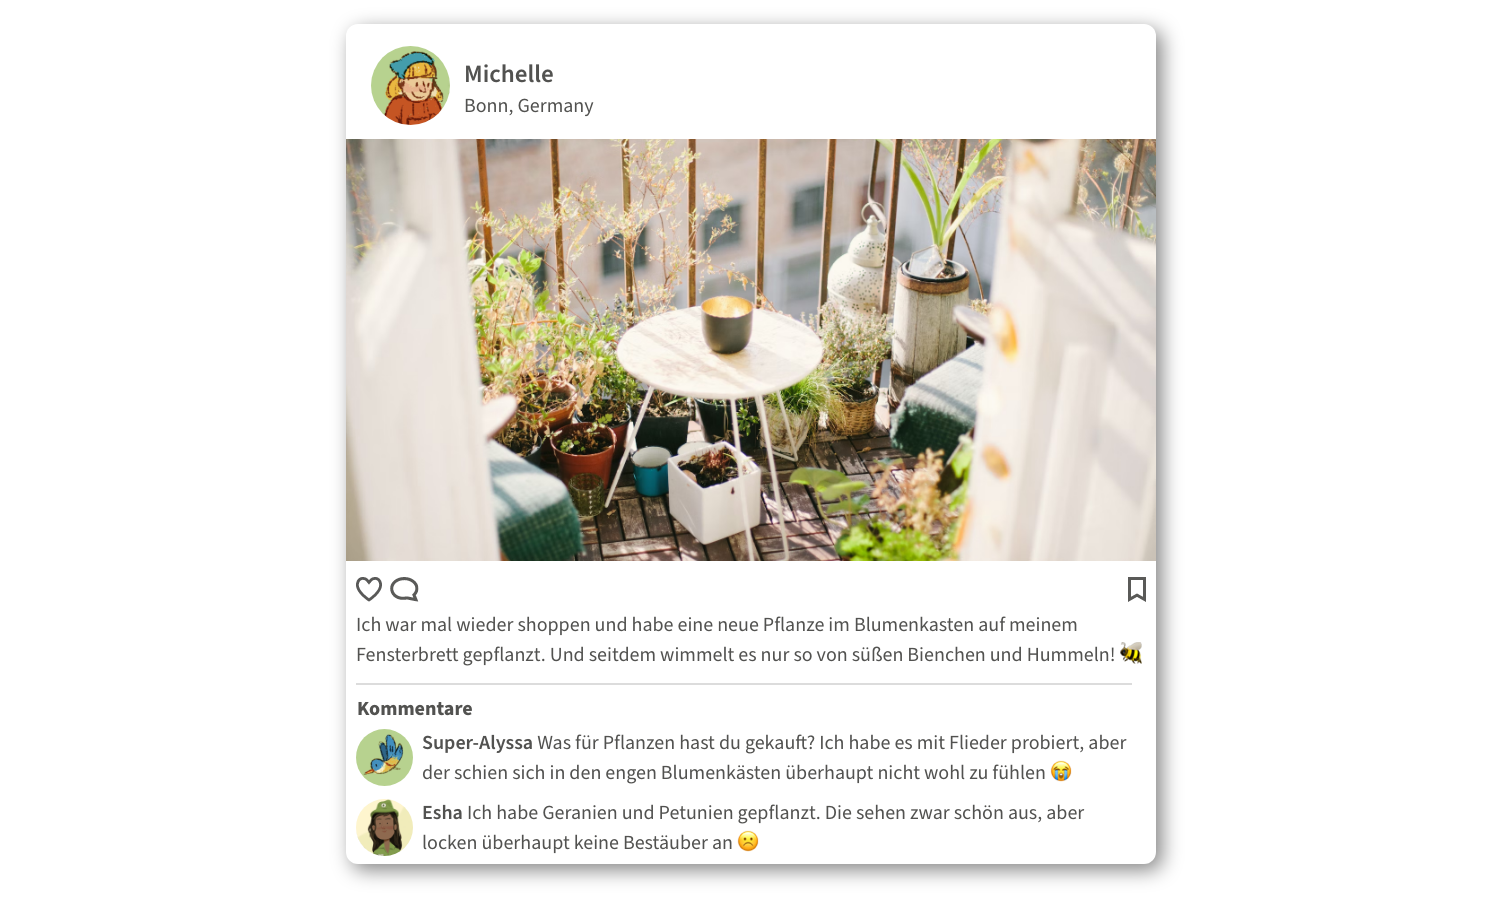 Michelle
Bonn, Germany
Ich war mal wieder shoppen und habe eine neue Pflanze im Blumenkasten auf meinem
Fensterbrett gepflanzt. Und seitdem wimmelt es nur so von süßen Bienchen und Hummeln! 🐝
Kommentare
Super-Alyssa Was für Pflanzen hast du gekauft? Ich habe es mit Flieder probiert, aber
der schien sich in den engen Blumenkästen überhaupt nicht wohl zu fühlen 😭
Esha Ich habe Geranien und Petunien gepflanzt. Die sehen zwar schön aus, aber
locken überhaupt keine Bestäuber an ☹️